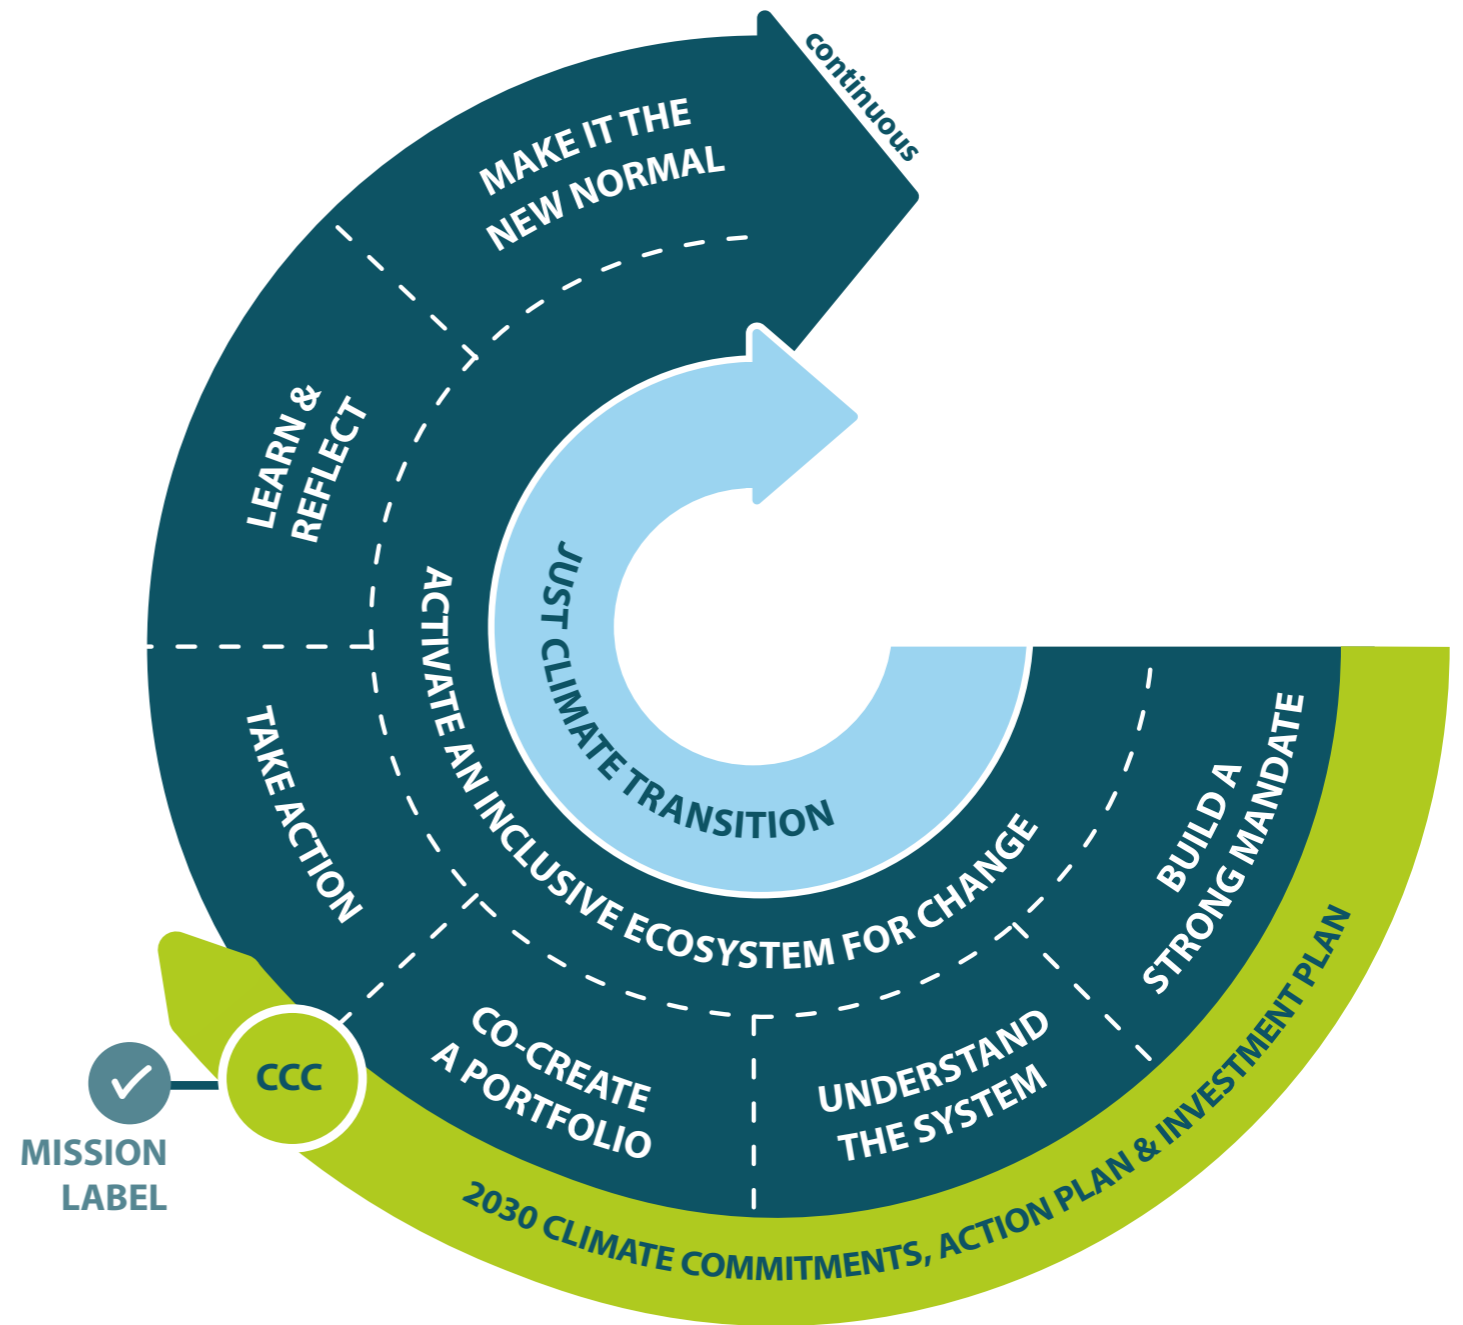 continuous
MAKE IT THE
NEW NORMAL
LEARN &
REFLECT
TAKE ACTION
CO-CREATE
A PORTFOLIO
UNDERSTAND
THE SYSTEM
BUILD A
STRONG MANDATE
ACTIVATE AN INCLUSIVE ECOSYSTEM FOR CHANGE
JUST CLIMATE TRANSITION
2030 CLIMATE COMMITMENTS, ACTION PLAN & INVESTMENT PLAN
CCC
MISSION
LABEL